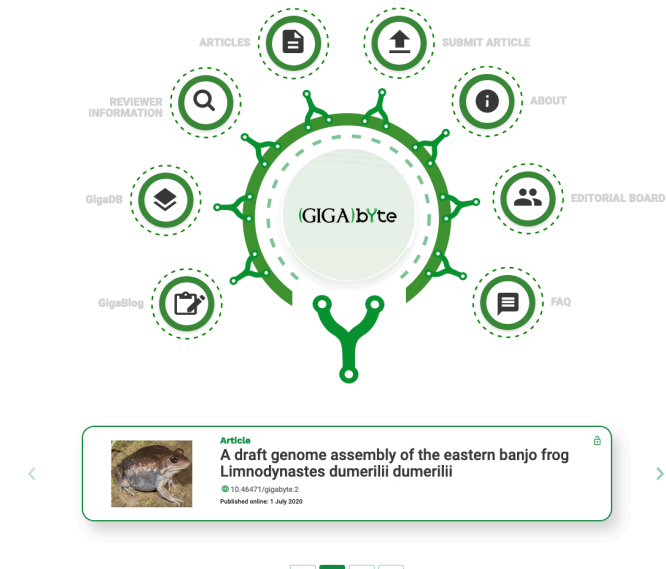 ARTICLES
SUBMIT ARTICLE
REVIEWER
INFORMATION
ABOUT
GigaDB
(GIGA)bYte
EDITORIAL BOARD
GigaBlog
FAQ
Article
A draft genome assembly of the eastern banjo frog
Limnodynastes dumerilii dumerilii
10.46471/gigabyte.2
Published online: 1 July 2020